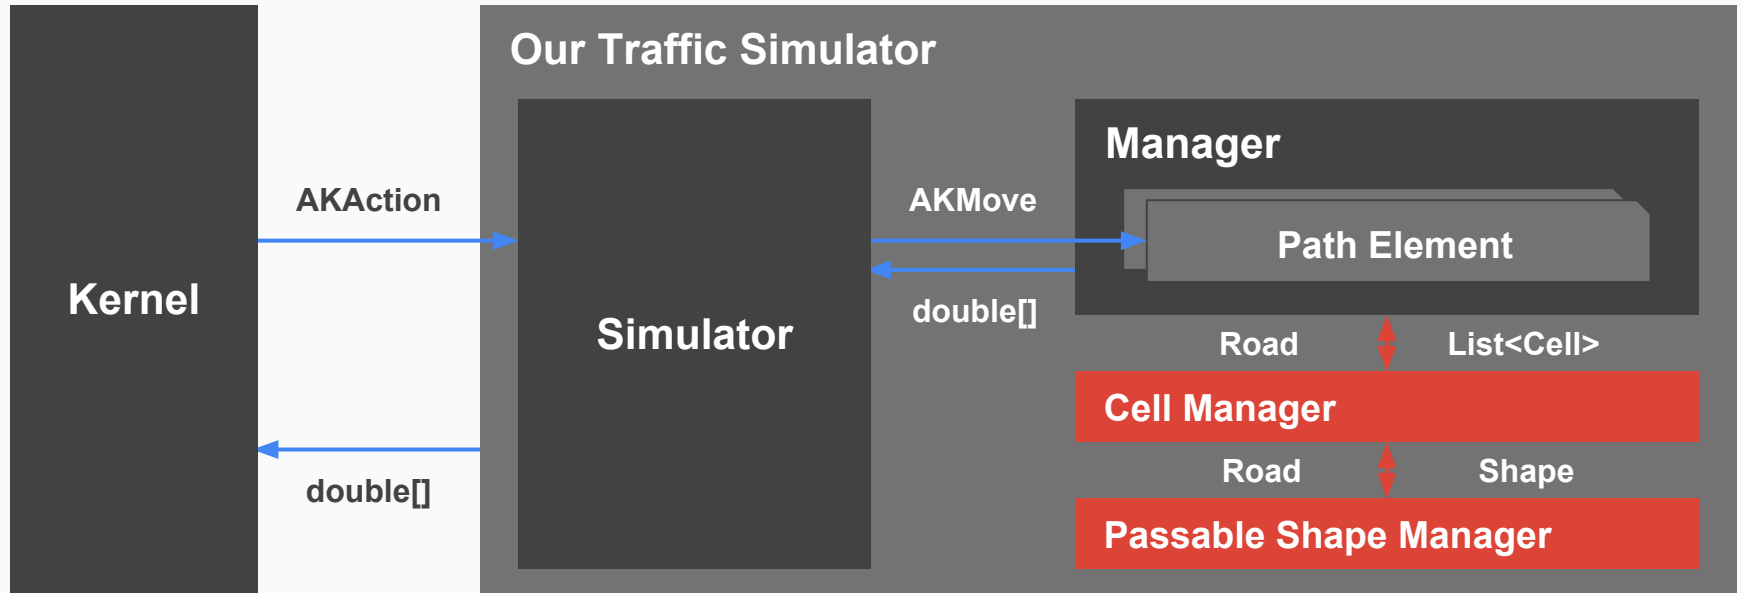 Our Traffic Simulator
Kernel
AKAction
double[]
Simulator
AKMove
double[]
Manager
Path Element
Road
List<Cell>
Cell Manager
Road
Shape
Passable Shape Manager